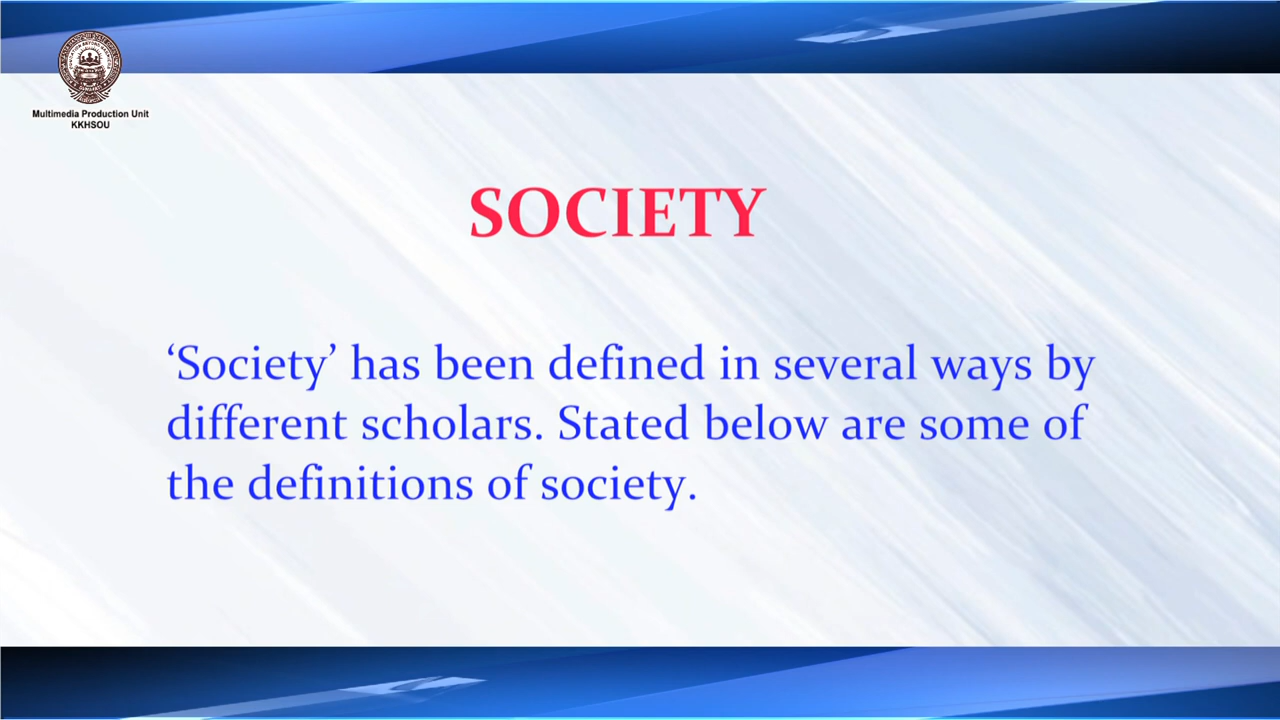 Multimedia Production Unit
KKHSOU
SOCIETY
‘Society’ has been defined in several ways by
different scholars. Stated below are some of
the definitions of society.